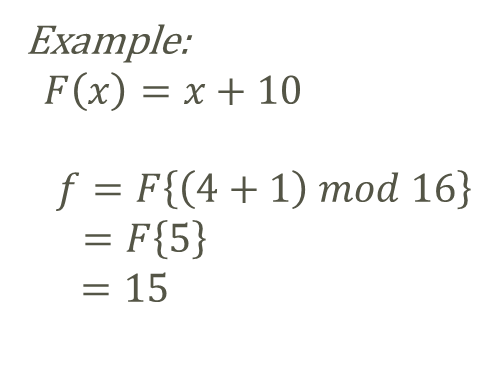 Example:
F(x) = x + 10
f = F{(4 + 1) mod 16}
= F{5}
= 15